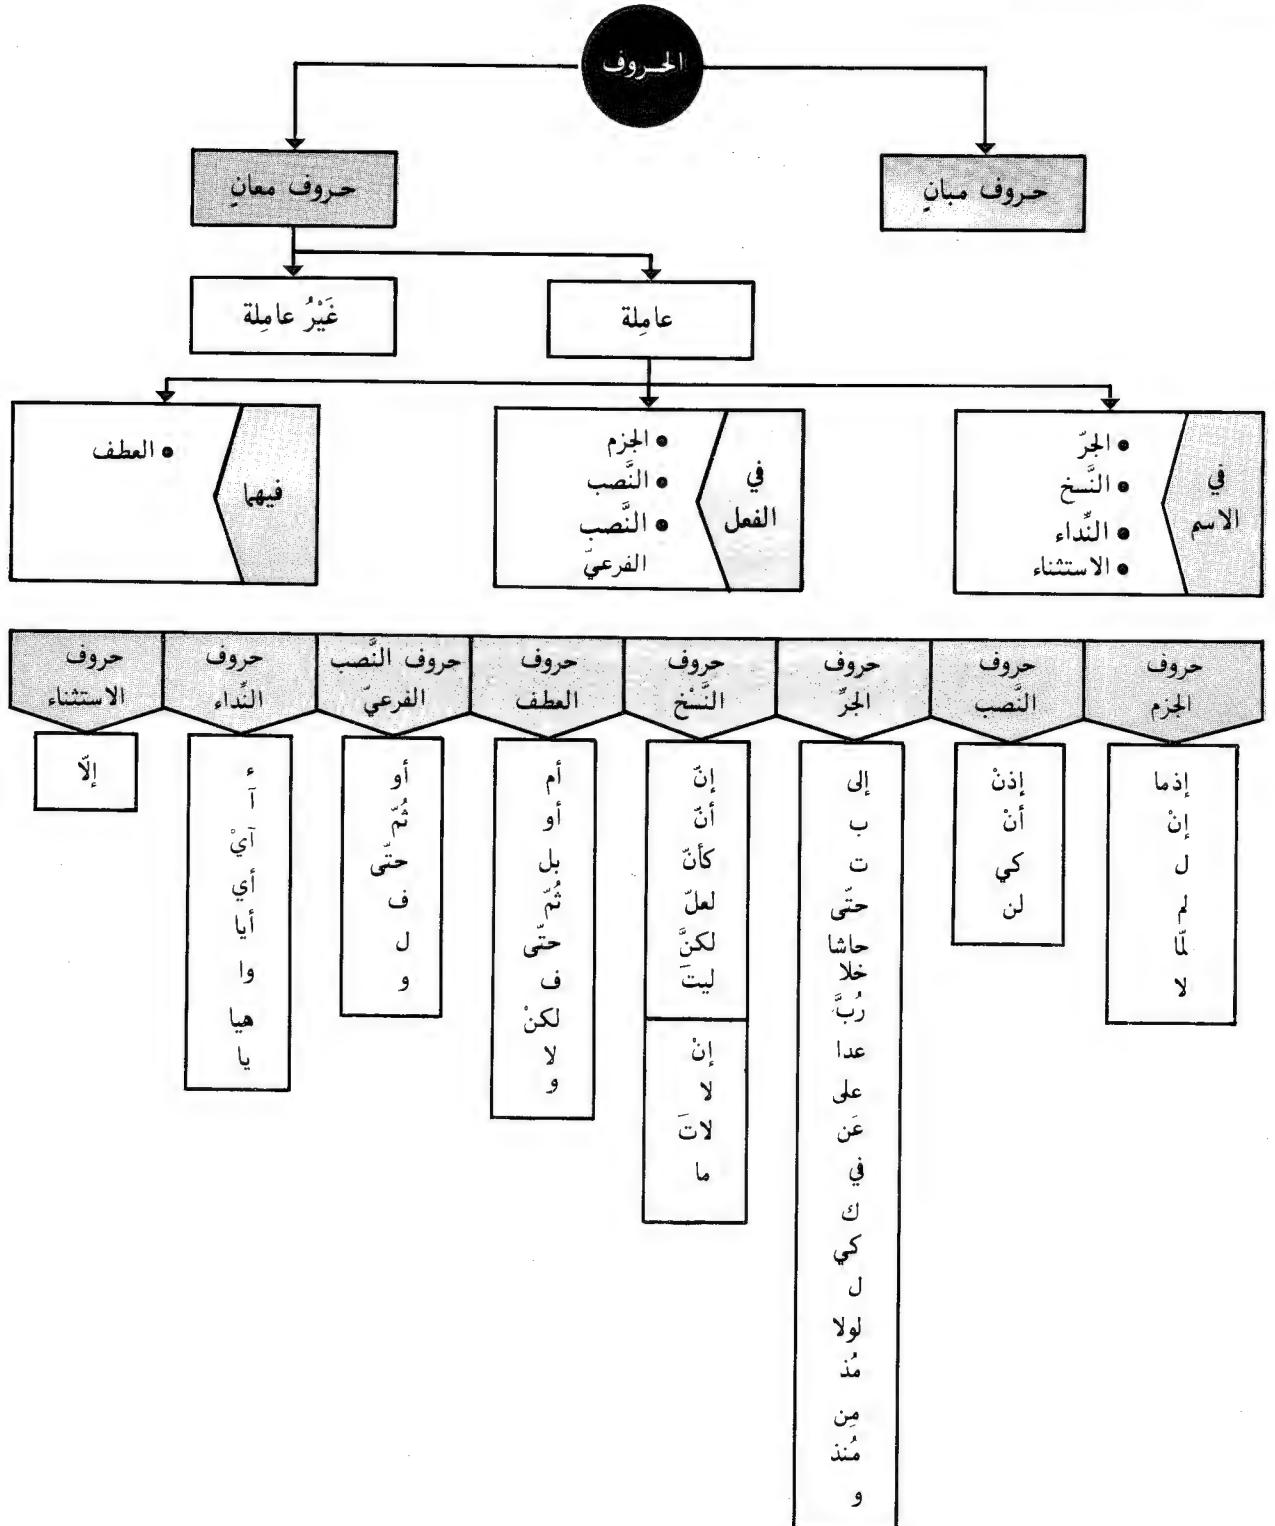 الحروف
حروف مبانٍ
حروف معانٍ
عامِلة
غَيْرُ عامِلة
في
الاسم
• الجرّ
• النَّسخ
• النِّداء
• الاستثناء
في
الفعل
• الجزم
• النَّصب
• النَّصب
الفرعيّ
فيهما
• العطف
حروف
الجزم
إذما
إنْ
ل
لم
لمّا
لا
حروف
النَّصب
إذنْ
أنْ
كي
لن
حروف
الجرّ
إلى
ب
ت
حتّى
حاشا
خلا
رُبَّ
عدا
على
عَن
في
ك
كي
ل
لولا
مُذ
مِن
مُنذ
و
حروف
النَّسْخ
إنّ
أنّ
كأنّ
لعلّ
لكنَّ
ليتَ
إنْ
لا
لاتَ
ما
حروف
العطف
أم
أو
بل
ثُمّ
حتّى
ف
لكنْ
لا
و
حروف النَّصب
الفرعيّ
أو
ثُمّ
حتّى
ف
ل
و
حروف
النِّداء
ء
آ
آيْ
أي
أيا
وا
هيا
يا
حروف
الاستثناء
إلّا